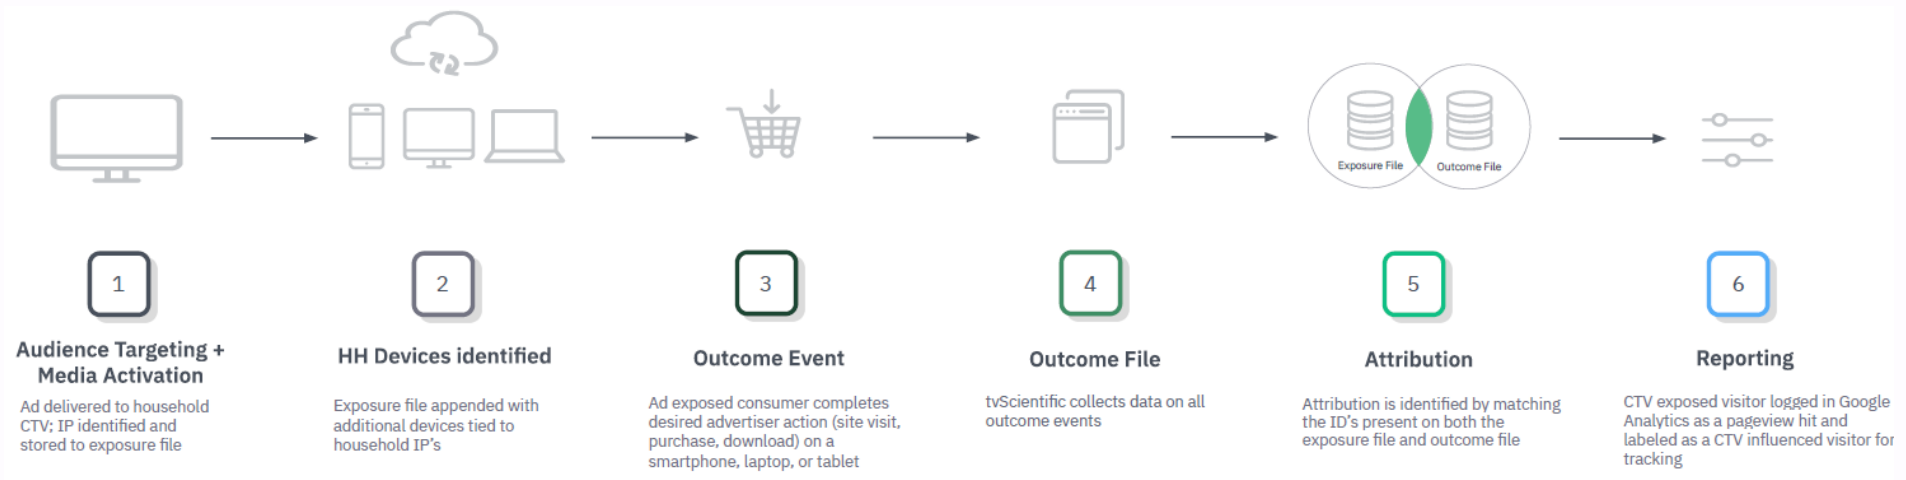 Exposure File
Outcome File
1
2
3
4
5
6
Audience Targeting +
Media Activation
Ad delivered to household
CTV; IP identified and
stored to exposure file
HH Devices identified
Exposure file appended with
additional devices tied to
household IP's
Outcome Event
Ad exposed consumer completes
desired advertiser action (site visit,
purchase, download) on a
smartphone, laptop, or tablet
Outcome File
tvScientific collects data on all
outcome events
Attribution
Attribution is identified by matching
the ID's present on both the
exposure file and outcome file
Reporting
CTV exposed visitor logged in Google
Analytics as a pageview hit and
labeled as a CTV influenced visitor for
tracking